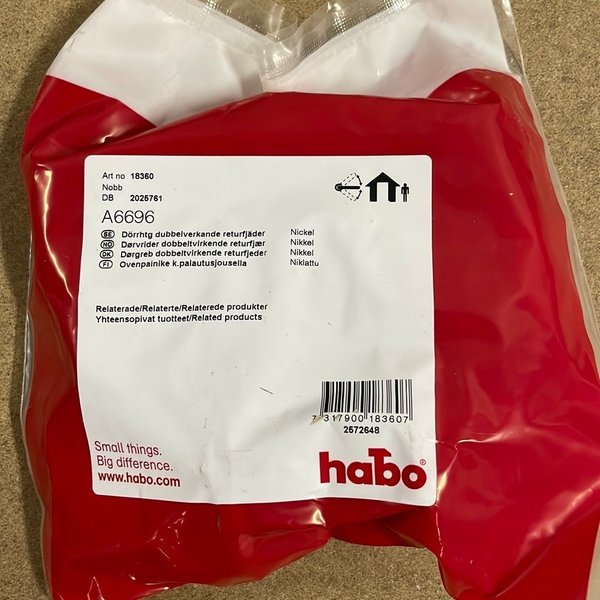 Art no 18360
Nobb
DB 2025761
A6696
SE Dörrhtg dubbelverkande returfjäder Nickel
NO Dørvrider dobbeltvirkende returfjær Nikkel
DK Dørgreb dobbeltvirkende returfjeder Nikkel
FI Ovenpainike k.palautusjousella Niklattu
Relaterade/Relaterte/Relaterede produkter
Yhteensopivat tuotteet/Related products
7 317900 183607
2572648
Small things.
Big difference.
www.habo.com
habo®